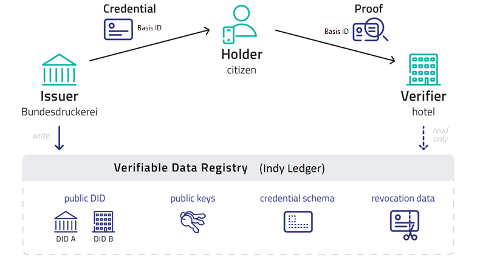 Credential
Basis ID
Proof
Basis ID
Holder
citizen
Issuer
Bundesdruckerei
Verifier
hotel
write
read
only
Verifiable Data Registry (Indy Ledger)
public DID
public keys
credential schema
revocation data
DID A
DID B